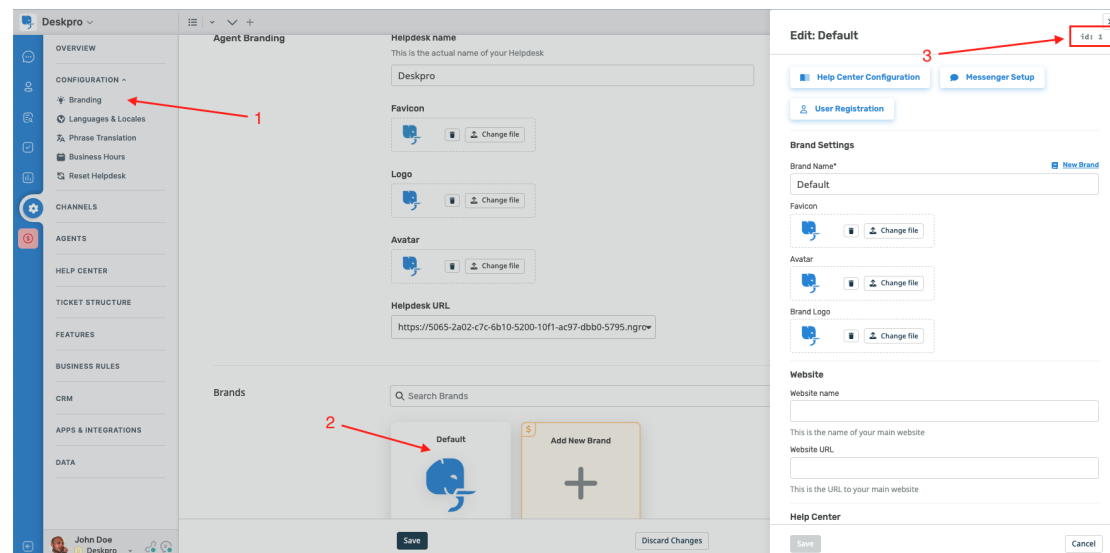 Deskpro
OVERVIEW
CONFIGURATION
Branding
Languages & Locales
Phrase Translation
Business Hours
Reset Helpdesk
CHANNELS
AGENTS
HELP CENTER
TICKET STRUCTURE
FEATURES
BUSINESS RULES
CRM
APPS & INTEGRATIONS
DATA
John Doe
Deskpro
1
Agent Branding
Helpdesk name
This is the actual name of your Helpdesk
Deskpro
Favicon
Change file
Logo
Change file
Avatar
Change file
Helpdesk URL
https://5065-2a02-c7c-6b10-5200-10f1-ac97-dbb0-5795.ngro
Brands
Search Brands
2
Default
$
Add New Brand
Save
Discard Changes
Edit: Default
3
id: 1
Help Center Configuration
Messenger Setup
User Registration
Brand Settings
Brand Name*
New Brand
Default
Favicon
Change file
Avatar
Change file
Brand Logo
Change file
Website
Website name
This is the name of your main website
Website URL
This is the URL to your main website
Help Center
Save
Cancel